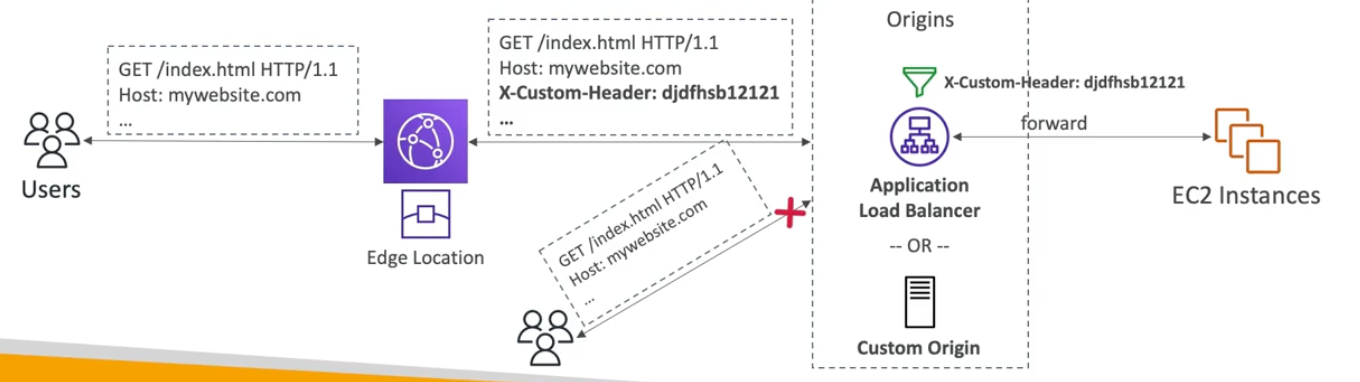 Origins
GET /index.html HTTP/1.1
Host: mywebsite.com
...
GET /index.html HTTP/1.1
Host: mywebsite.com
X-Custom-Header: djdfhsb12121
...
X-Custom-Header: djdfhsb12121
forward
Users
Edge Location
GET /index.html HTTP/1.1
Host: mywebsite.com
...
Application
Load Balancer
EC2 Instances
-- OR --
Custom Origin